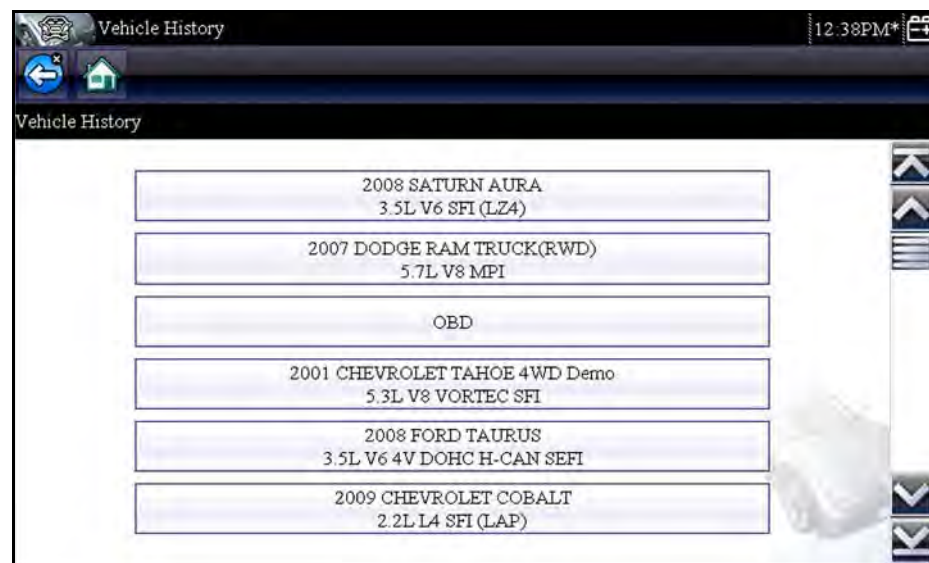 Vehicle History
12:38PM*
Vehicle History
2008 SATURN AURA
3.5L V6 SFI (LZ4)
2007 DODGE RAM TRUCK(RWD)
5.7L V8 MPI
OBD
2001 CHEVROLET TAHOE 4WD Demo
5.3L V8 VORTEC SFI
2008 FORD TAURUS
3.5L V6 4V DOHC H-CAN SEFI
2009 CHEVROLET COBALT
2.2L L4 SFI (LAP)